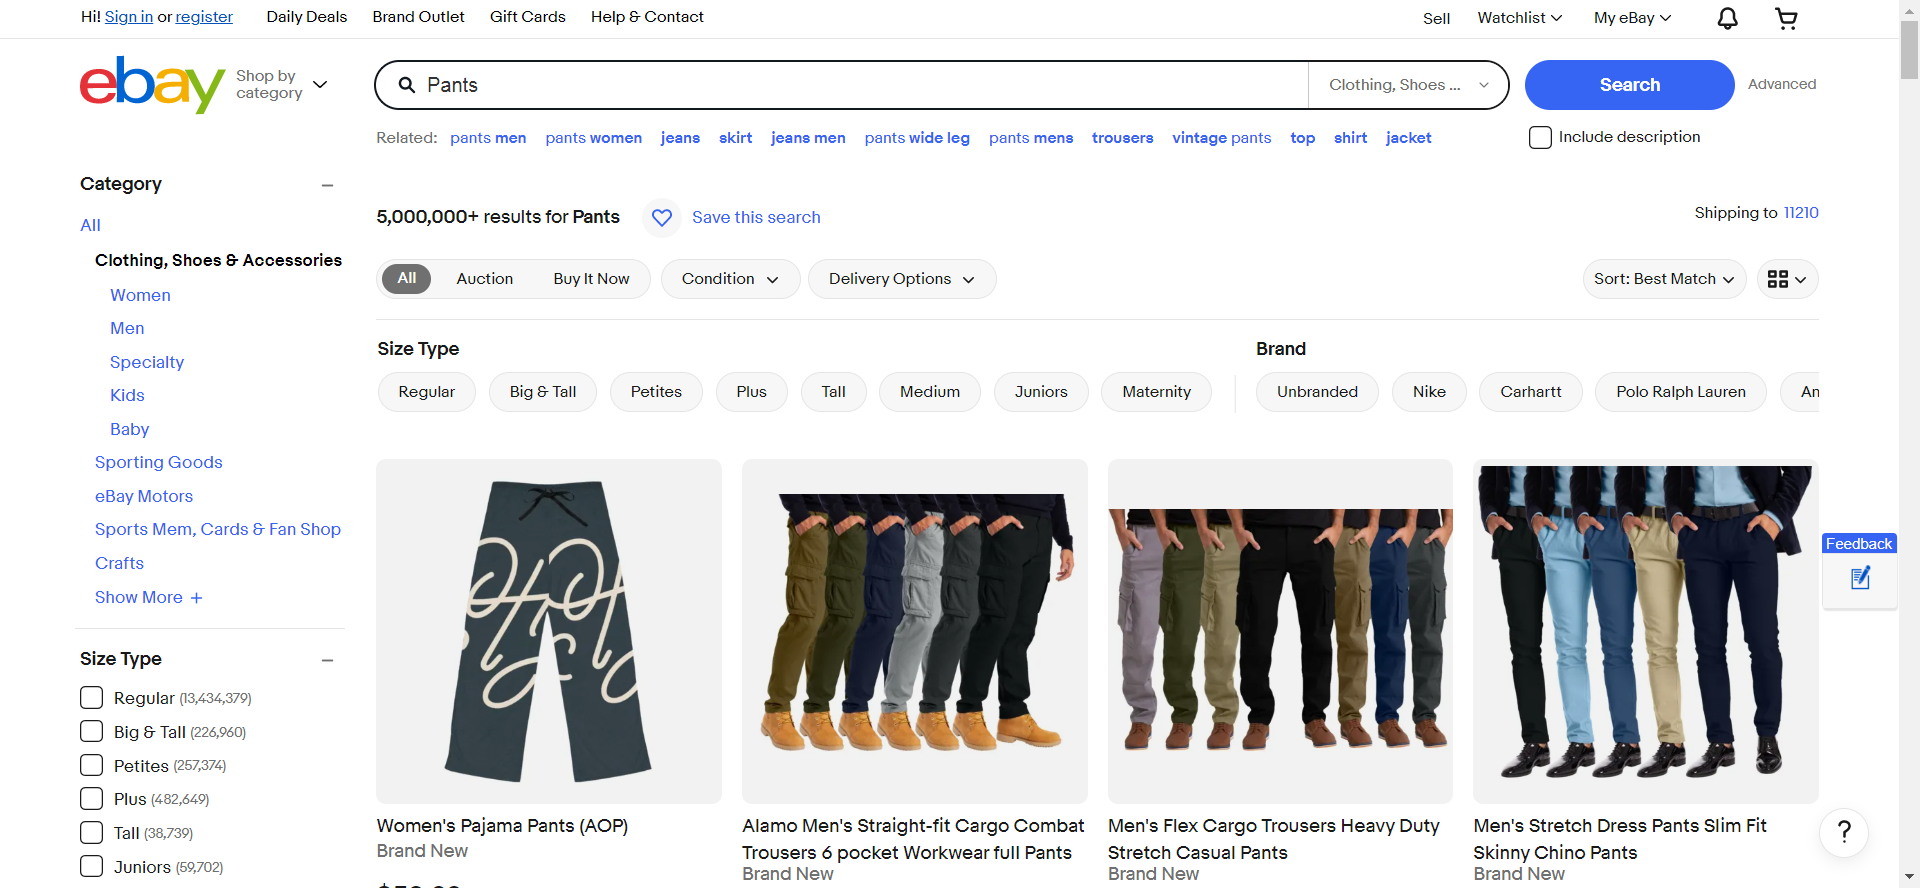 Hi! Sign in or register Daily Deals Brand Outlet Gift Cards Help & Contact Sell Watchlist My eBay
ebay
Shop by
category
Pants
Clothing, Shoes ...
Search
Advanced
Related: pants men pants women jeans skirt jeans men pants wide leg pants mens trousers vintage pants top shirt jacket
Include description
Category
All
Clothing, Shoes & Accessories
Women
Men
Specialty
Kids
Baby
Sporting Goods
eBay Motors
Sports Mem, Cards & Fan Shop
Crafts
Show More +
Size Type
Regular (13,434,379)
Big & Tall (226,960)
Petites (257,374)
Plus (482,649)
Tall (38,739)
Juniors (59,702)
5,000,000+ results for Pants Save this search
Shipping to 11210
All Auction Buy It Now Condition Delivery Options Sort: Best Match
Size Type
Regular Big & Tall Petites Plus Tall Medium Juniors Maternity
Brand
Unbranded Nike Carhartt Polo Ralph Lauren An
Women's Pajama Pants (AOP)
Brand New
Alamo Men's Straight-fit Cargo Combat
Trousers 6 pocket Workwear full Pants
Brand New
Men's Flex Cargo Trousers Heavy Duty
Stretch Casual Pants
Brand New
Men's Stretch Dress Pants Slim Fit
Skinny Chino Pants
Brand New
Feedback
?